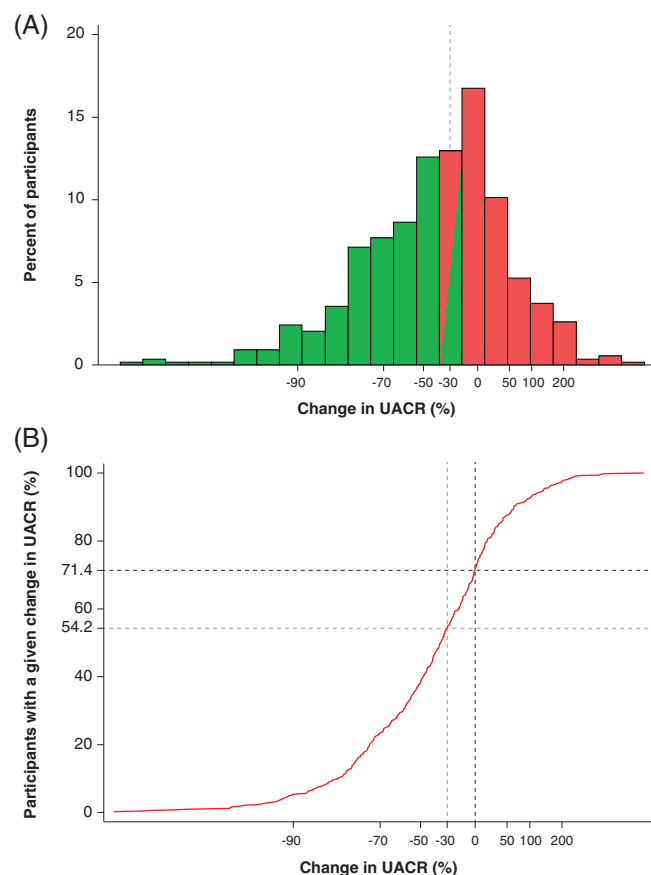 (A)
20
15
10
5
0
Percent of participants
-90 -70 -50 -30 0 50 100 200
Change in UACR (%)
(B)
100
80
71.4
60
54.2
40
20
0
Participants with a given change in UACR (%)
-90 -70 -50 -30 0 50 100 200
Change in UACR (%)